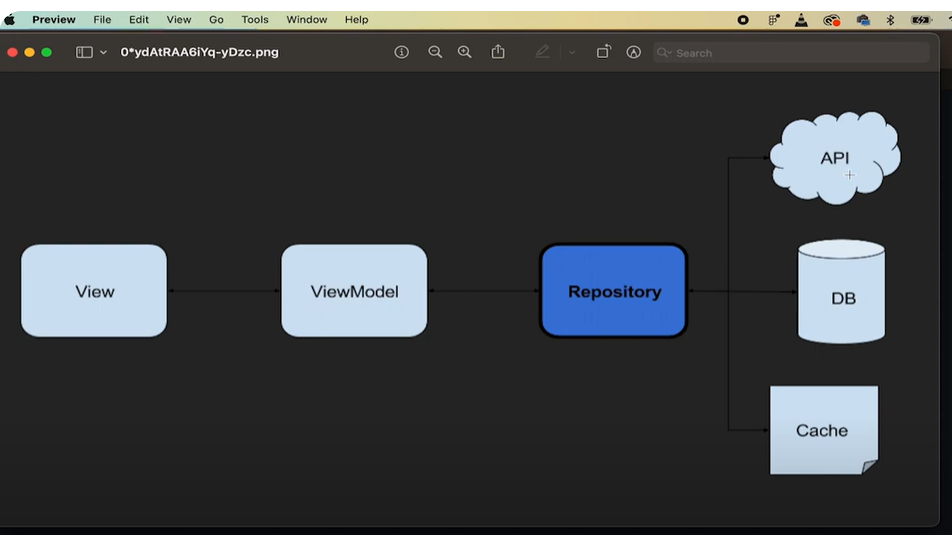 Preview File Edit View Go Tools Window Help
0*ydAtRAA6iYq-yDzc.png
Search
API
View
ViewModel
Repository
DB
Cache